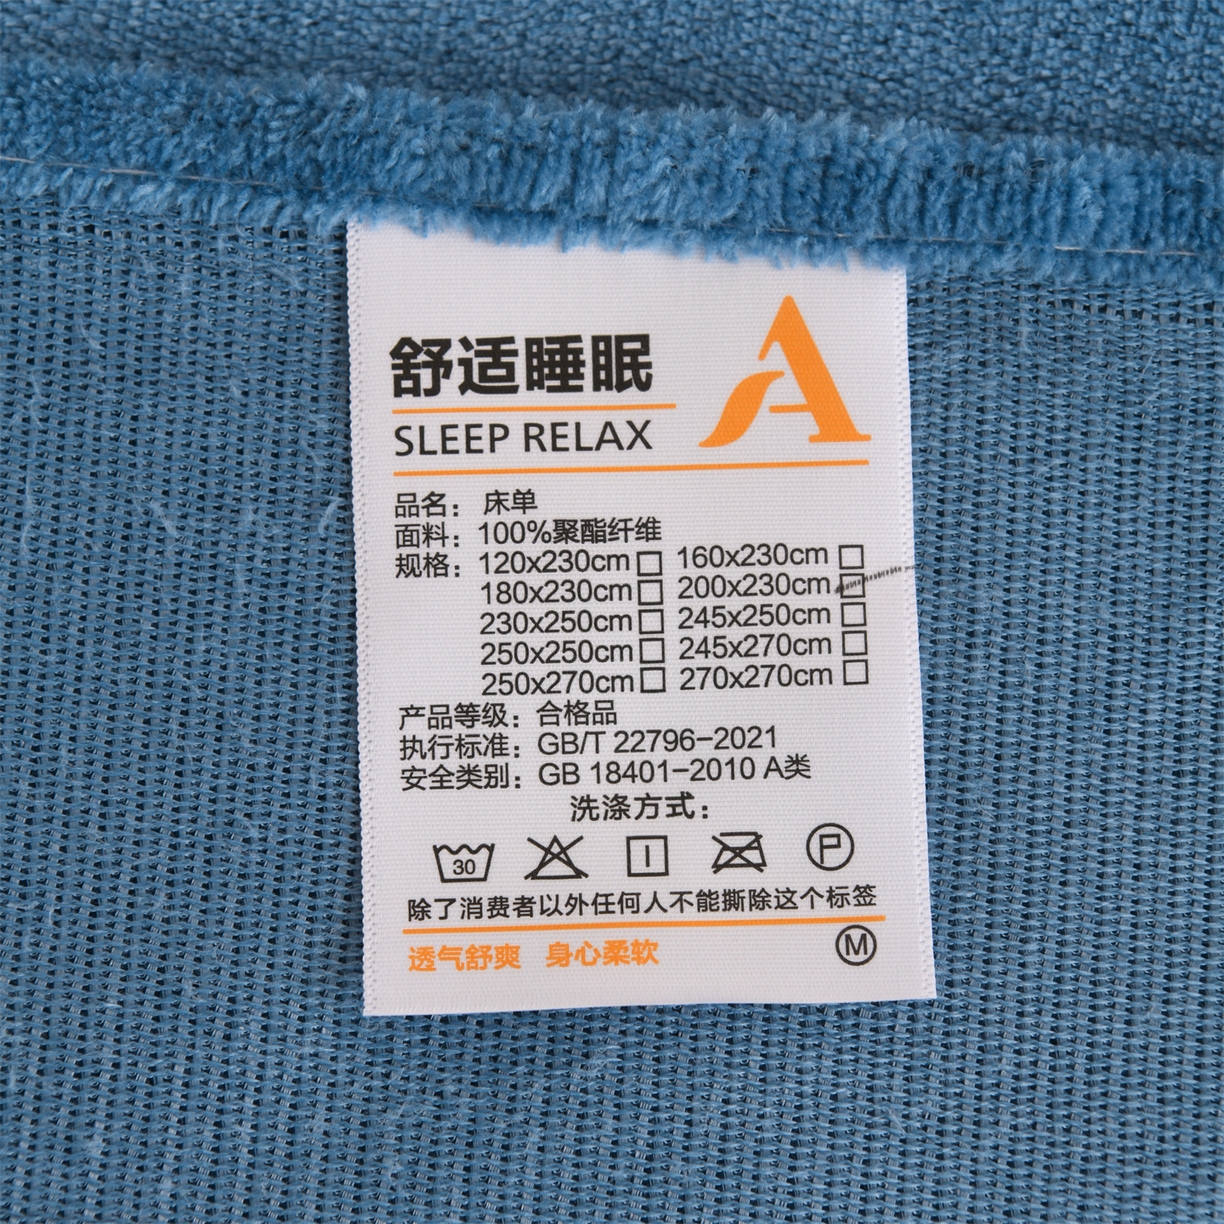 舒适睡眠
SLEEP RELAX
品名： 床单
面料： 100%聚酯纤维
规格： 120x230cm□ 160x230cm□
180x230cm□ 200x230cm□
230x250cm□ 245x250cm□
250x250cm□ 245x270cm□
250x270cm□ 270x270cm□
产品等级： 合格品
执行标准： GB/T 22796-2021
安全类别： GB 18401-2010 A类
洗涤方式：
30 P
除了消费者以外任何人不能撕除这个标签
透气舒爽 身心柔软 M